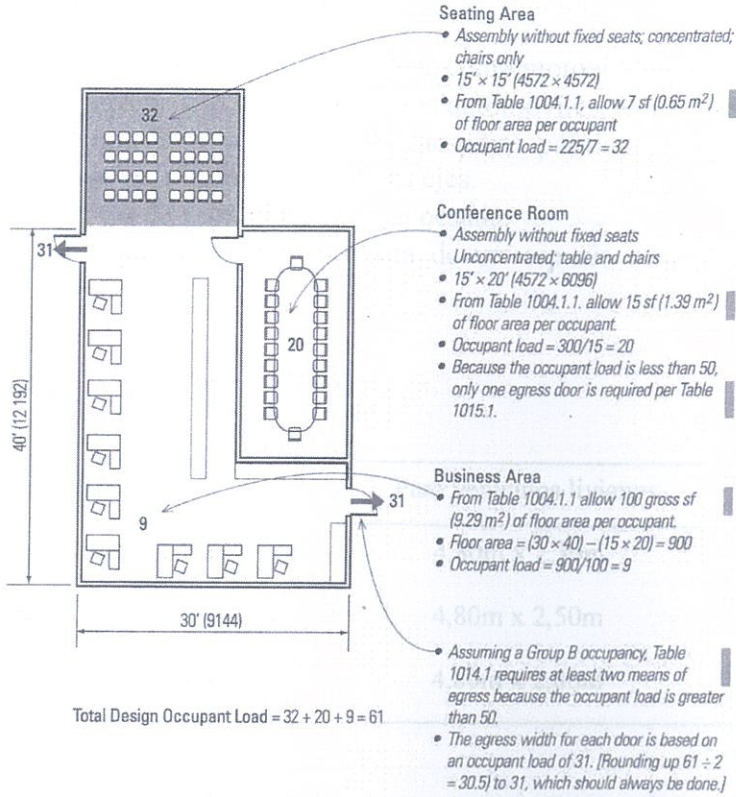 Seating Area
• Assembly without fixed seats; concentrated;
chairs only
• 15' × 15' (4572 × 4572)
• From Table 1004.1.1, allow 7 sf (0.65 m²)
of floor area per occupant
• Occupant load = 225/7 = 32
32
Conference Room
• Assembly without fixed seats
Unconcentrated; table and chairs
• 15' × 20' (4572 × 6096)
• From Table 1004.1.1. allow 15 sf (1.39 m²)
of floor area per occupant.
• Occupant load = 300/15 = 20
• Because the occupant load is less than 50,
only one egress door is required per Table
1015.1.
31
20
40' (12 192)
Business Area
• From Table 1004.1.1 allow 100 gross sf
(9.29 m²) of floor area per occupant.
• Floor area = (30 × 40) – (15 × 20) = 900
• Occupant load = 900/100 = 9
31
9
30' (9144)
4,80m x 2,50m
• Assuming a Group B occupancy, Table
1014.1 requires at least two means of
egress because the occupant load is greater
than 50.
• The egress width for each door is based on
an occupant load of 31. [Rounding up 61 ÷ 2
= 30.5) to 31, which should always be done.]
Total Design Occupant Load = 32 + 20 + 9 = 61